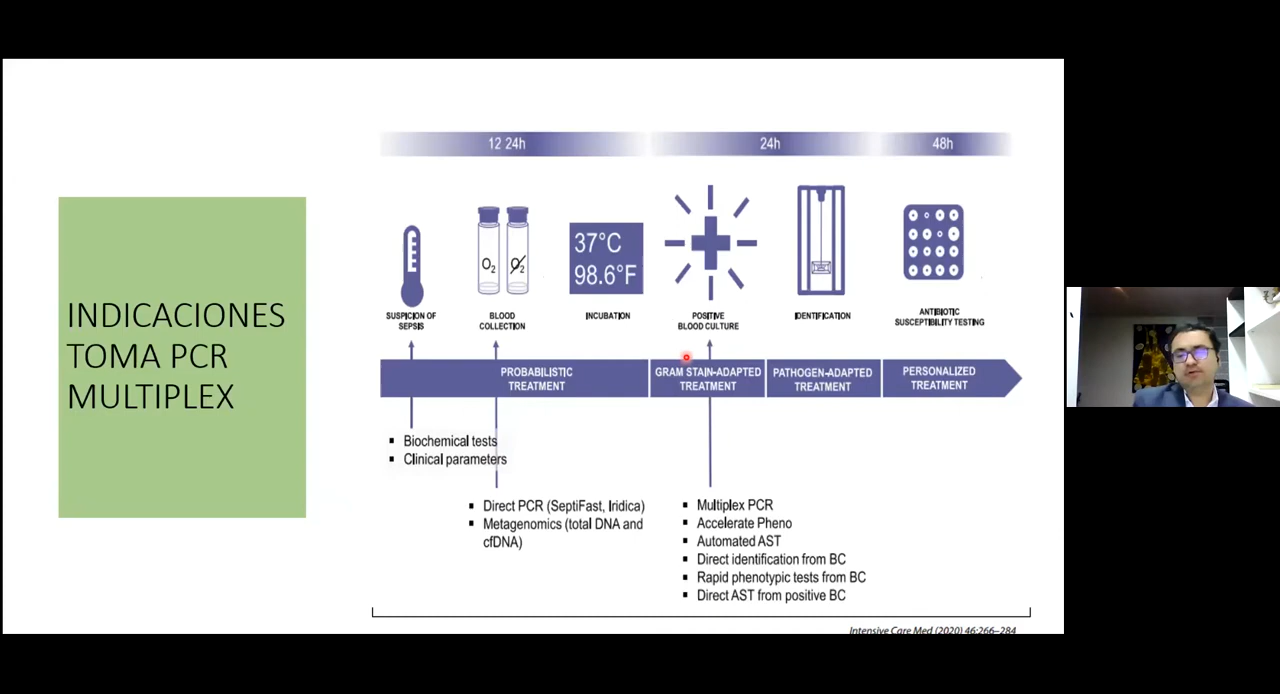 INDICACIONES
TOMA PCR
MULTIPLEX
12 24h
24h
48h
O2
O2
37°C
98.6°F
SUSPICION OF
SEPSIS
BLOOD
COLLECTION
INCUBATION
POSITIVE
BLOOD CULTURE
IDENTIFICATION
ANTIBIOTIC
SUSCEPTIBILITY TESTING
PROBABILISTIC
TREATMENT
GRAM STAIN-ADAPTED
TREATMENT
PATHOGEN-ADAPTED
TREATMENT
PERSONALIZED
TREATMENT
▪ Biochemical tests
▪ Clinical parameters
▪ Direct PCR (SeptiFast, Iridica)
▪ Metagenomics (total DNA and
cfDNA)
▪ Multiplex PCR
▪ Accelerate Pheno
▪ Automated AST
▪ Direct identification from BC
▪ Rapid phenotypic tests from BC
▪ Direct AST from positive BC
Intensive Care Med (2020) 46:266–284